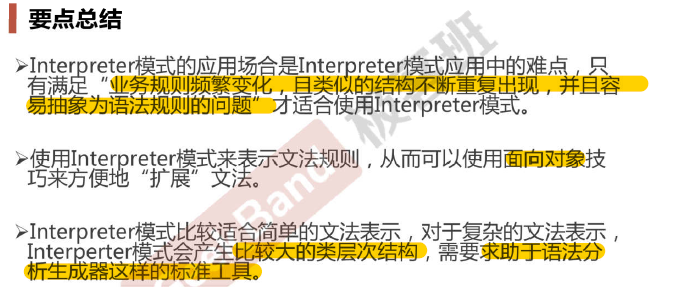 要点总结
➢Interpreter模式的应用场合是Interpreter模式应用中的难点，只
有满足“业务规则频繁变化，且类似的结构不断重复出现，并且容
易抽象为语法规则的问题”才适合使用Interpreter模式。
➢使用Interpreter模式来表示文法规则，从而可以使用面向对象技
巧来方便地“扩展”文法。
➢Interpreter模式比较适合简单的文法表示，对于复杂的文法表示，
Interperter模式会产生比较大的类层次结构，需要求助于语法分
析生成器这样的标准工具。